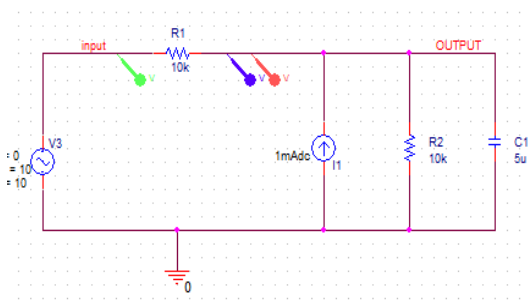 R1
input
OUTPUT
V
V
V
10k
V3
= 0
= 10
= 10
1mAdc
I1
R2
10k
C1
5u
0